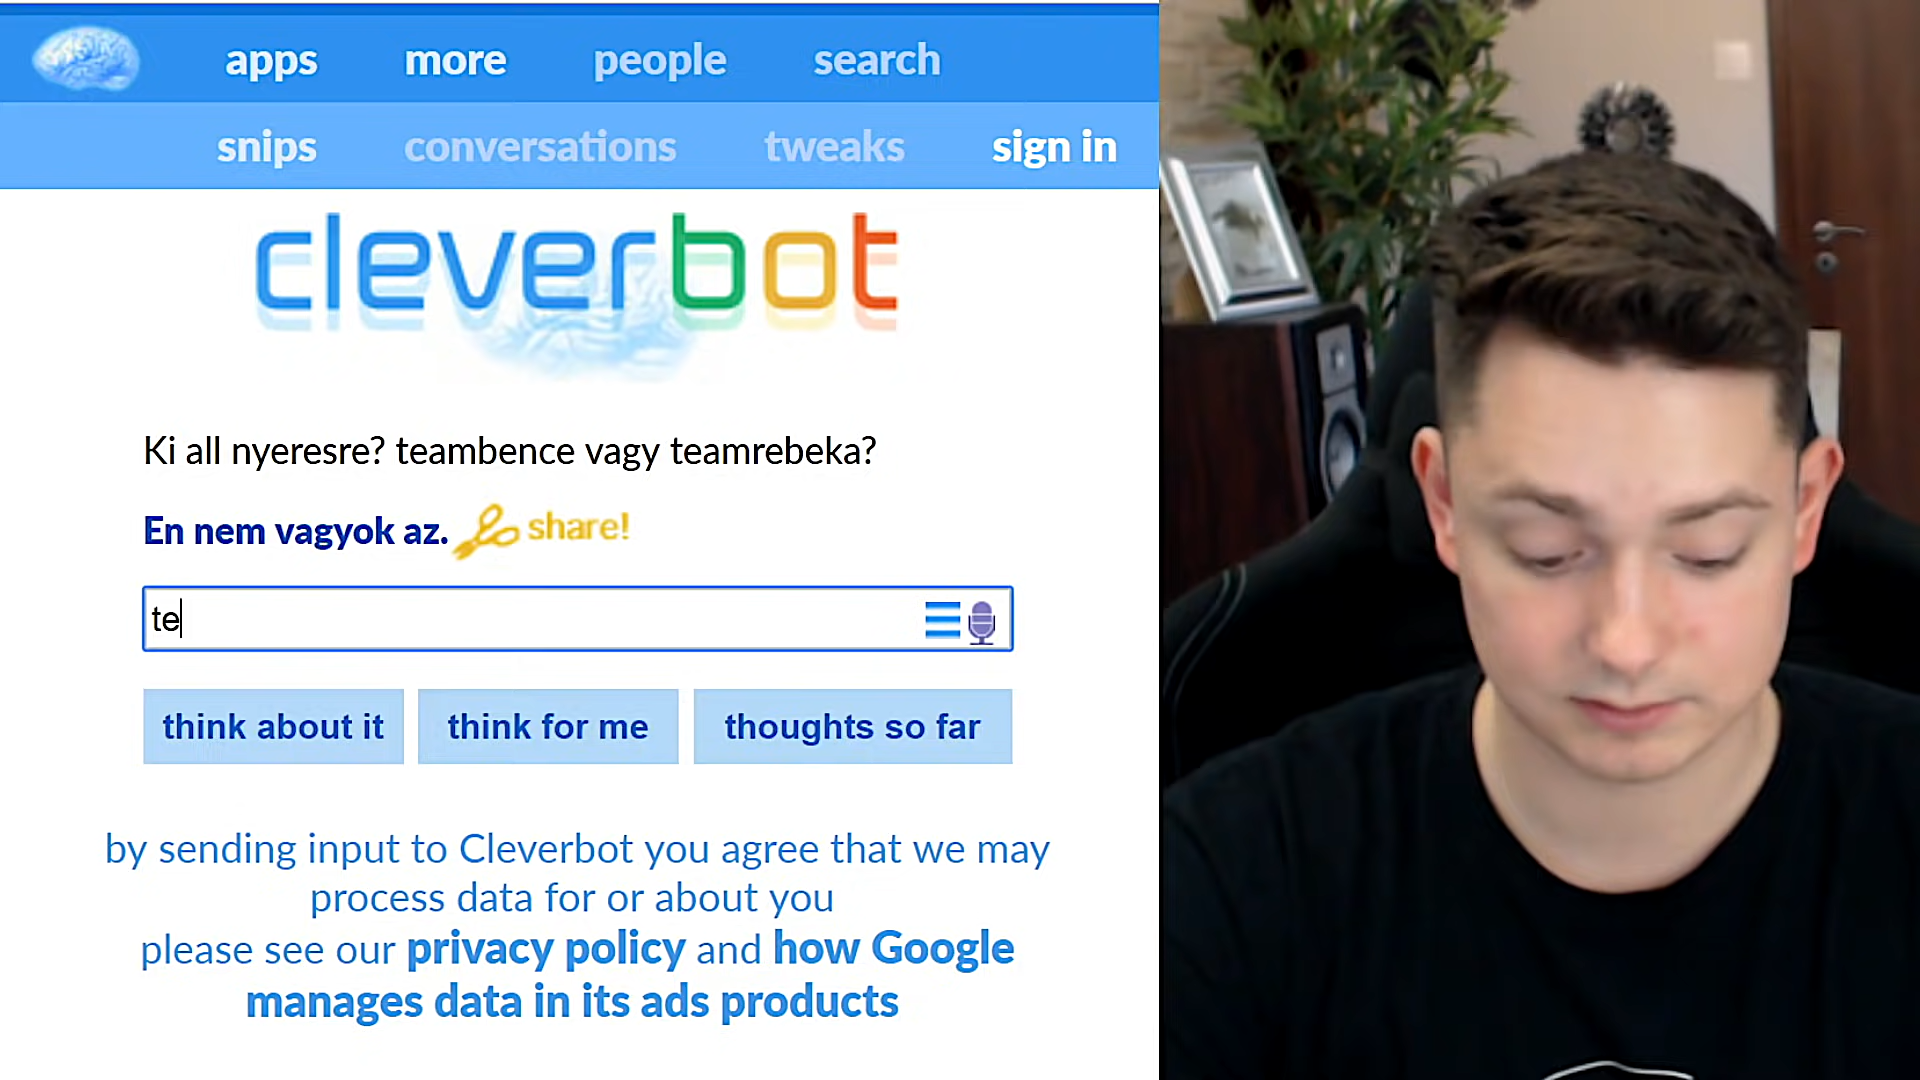 apps more people search
snips conversations tweaks sign in
cleverbot
Ki all nyeresre? teambence vagy teamrebeka?
En nem vagyok az. share!
te
think about it think for me thoughts so far
by sending input to Cleverbot you agree that we may
process data for or about you
please see our privacy policy and how Google
manages data in its ads products